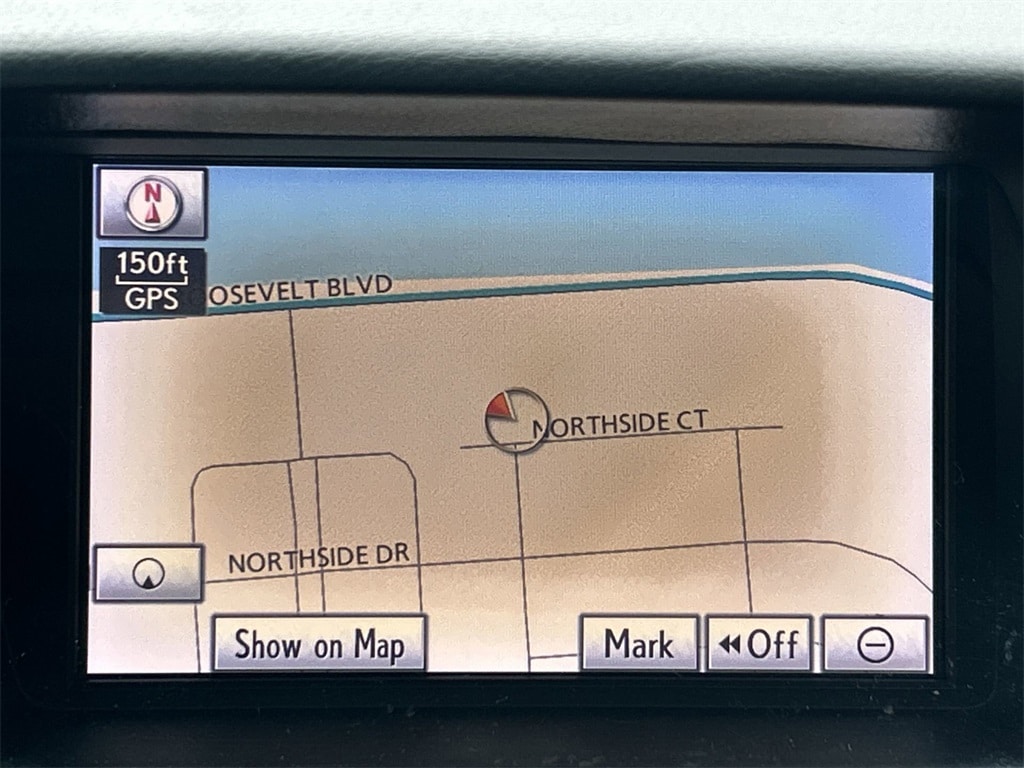 N
150ft
GPS
OSEVELT BLVD
NORTHSIDE CT
NORTHSIDE DR
Show on Map
Mark
Off